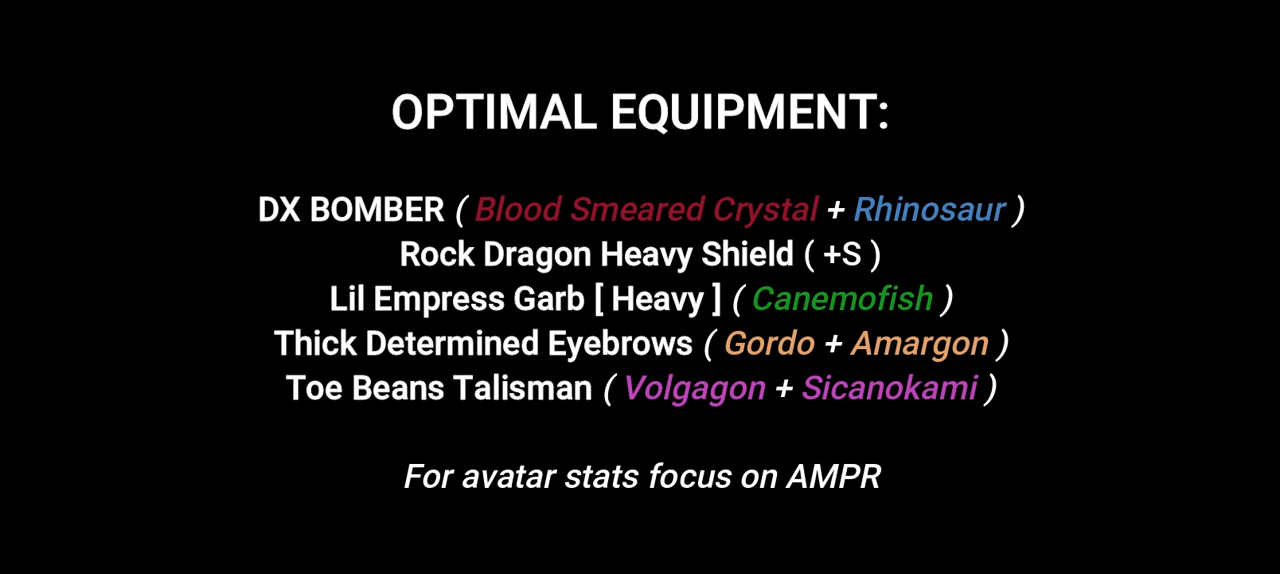 OPTIMAL EQUIPMENT:
DX BOMBER ( Blood Smeared Crystal + Rhinosaur )
Rock Dragon Heavy Shield ( +S )
Lil Empress Garb [ Heavy ] ( Canemofish )
Thick Determined Eyebrows ( Gordo + Amargon )
Toe Beans Talisman ( Volgagon + Sicanokami )
For avatar stats focus on AMPR